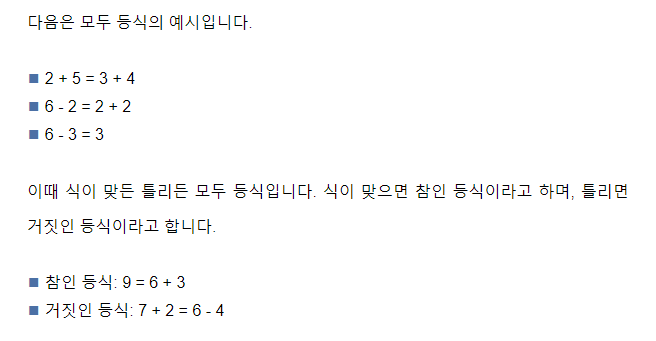 다음은 모두 등식의 예시입니다.
■ 2 + 5 = 3 + 4
■ 6 - 2 = 2 + 2
■ 6 - 3 = 3
이때 식이 맞든 틀리든 모두 등식입니다. 식이 맞으면 참인 등식이라고 하며, 틀리면
거짓인 등식이라고 합니다.
■ 참인 등식: 9 = 6 + 3
■ 거짓인 등식: 7 + 2 = 6 - 4